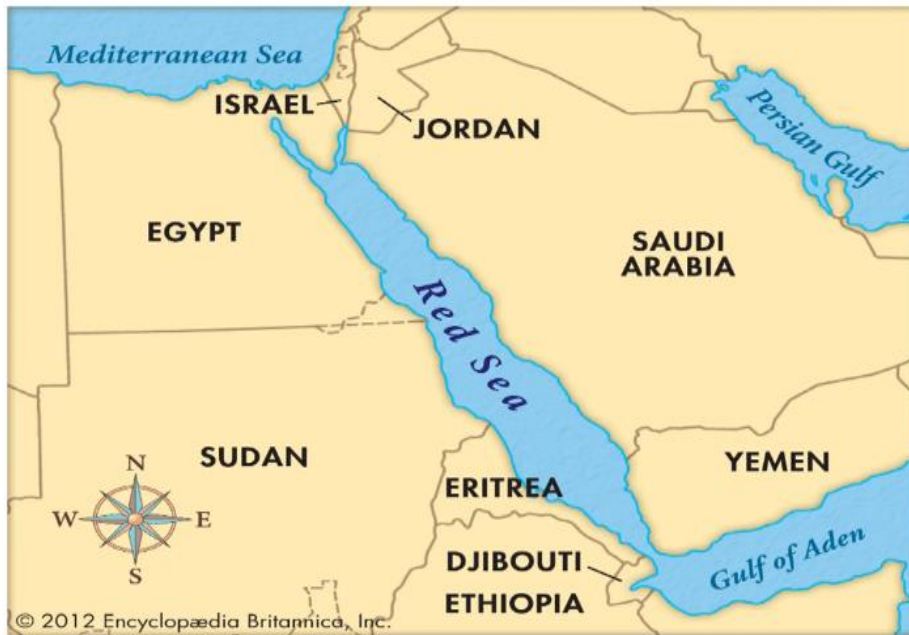 Mediterranean Sea
ISRAEL
JORDAN
Persian Gulf
EGYPT
SAUDI
ARABIA
Red Sea
SUDAN
YEMEN
ERITREA
N
W E
S
DJIBOUTI
ETHIOPIA
Gulf of Aden
© 2012 Encyclopædia Britannica, Inc.